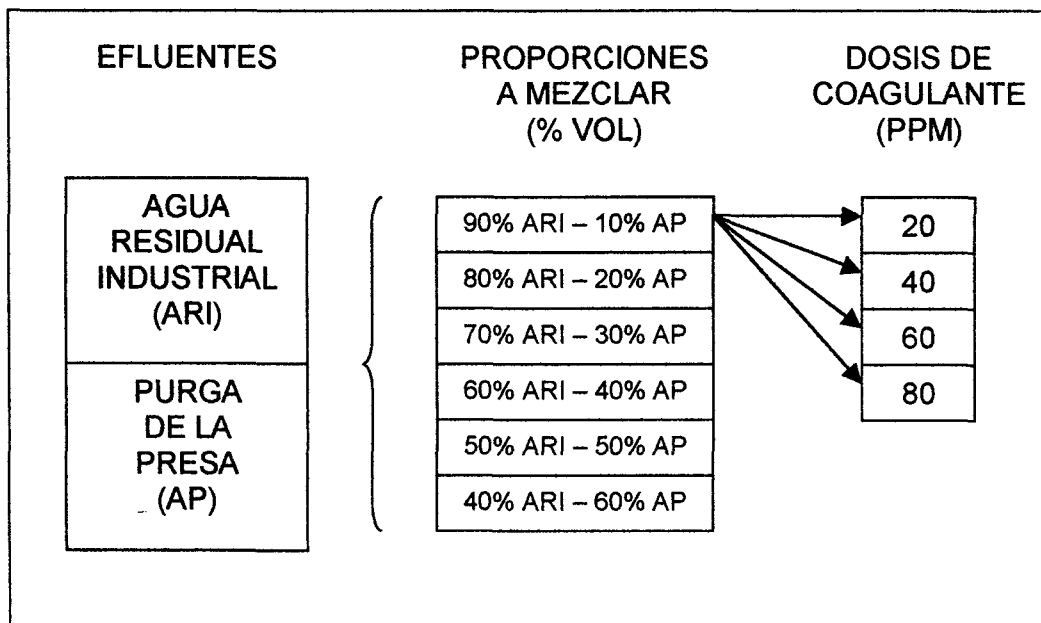 EFLUENTES
AGUA
RESIDUAL
INDUSTRIAL
(ARI)
PURGA
DE LA
PRESA
(AP)
PROPORCIONES
A MEZCLAR
(% VOL)
90% ARI – 10% AP
80% ARI – 20% AP
70% ARI – 30% AP
60% ARI – 40% AP
50% ARI – 50% AP
40% ARI – 60% AP
DOSIS DE
COAGULANTE
(PPM)
20
40
60
80